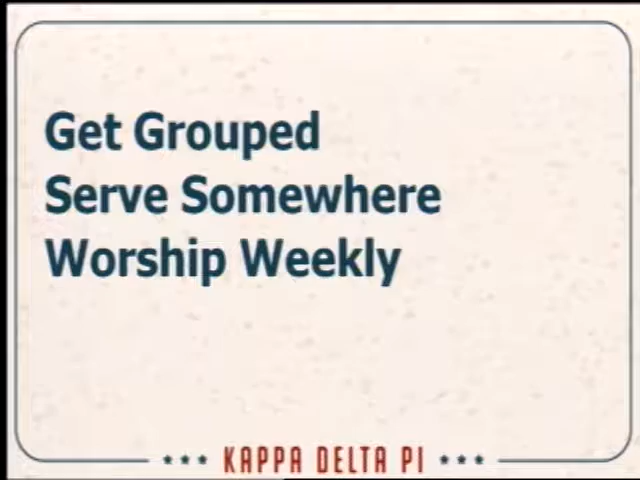 Get Grouped
Serve Somewhere
Worship Weekly
*** KAPPA DELTA PI ***